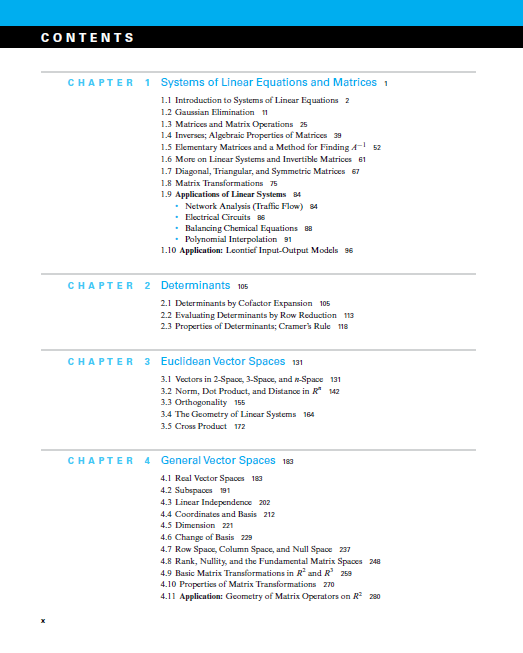 CONTENTS
CHAPTER 1 Systems of Linear Equations and Matrices 1
1.1 Introduction to Systems of Linear Equations 2
1.2 Gaussian Elimination 11
1.3 Matrices and Matrix Operations 25
1.4 Inverses; Algebraic Properties of Matrices 39
1.5 Elementary Matrices and a Method for Finding A⁻¹ 52
1.6 More on Linear Systems and Invertible Matrices 61
1.7 Diagonal, Triangular, and Symmetric Matrices 67
1.8 Matrix Transformations 75
1.9 Applications of Linear Systems 84
• Network Analysis (Traffic Flow) 84
• Electrical Circuits 86
• Balancing Chemical Equations 88
• Polynomial Interpolation 91
1.10 Application: Leontief Input-Output Models 96
CHAPTER 2 Determinants 105
2.1 Determinants by Cofactor Expansion 105
2.2 Evaluating Determinants by Row Reduction 113
2.3 Properties of Determinants; Cramer's Rule 118
CHAPTER 3 Euclidean Vector Spaces 131
3.1 Vectors in 2-Space, 3-Space, and n-Space 131
3.2 Norm, Dot Product, and Distance in Rⁿ 142
3.3 Orthogonality 155
3.4 The Geometry of Linear Systems 164
3.5 Cross Product 172
CHAPTER 4 General Vector Spaces 183
4.1 Real Vector Spaces 183
4.2 Subspaces 191
4.3 Linear Independence 202
4.4 Coordinates and Basis 212
4.5 Dimension 221
4.6 Change of Basis 229
4.7 Row Space, Column Space, and Null Space 237
4.8 Rank, Nullity, and the Fundamental Matrix Spaces 248
4.9 Basic Matrix Transformations in R² and R³ 259
4.10 Properties of Matrix Transformations 270
4.11 Application: Geometry of Matrix Operators on R² 280
x